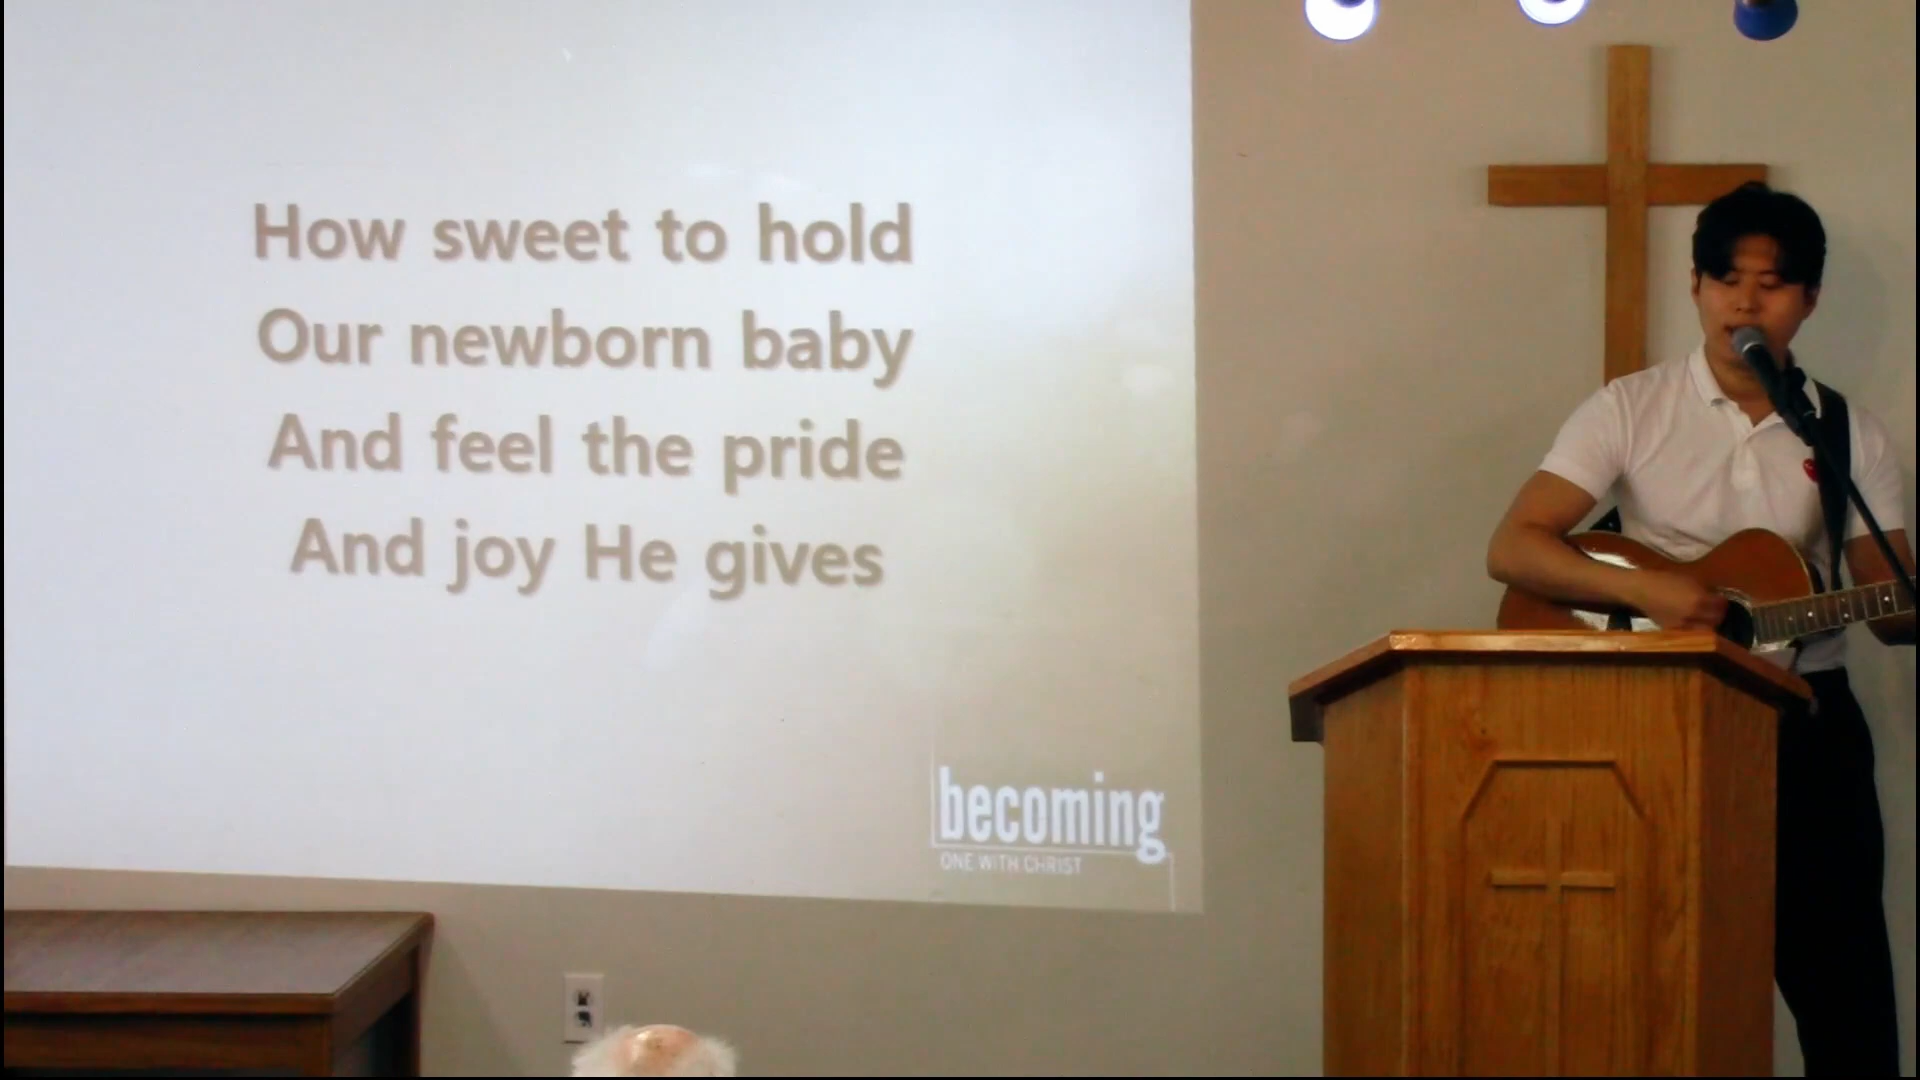 How sweet to hold
Our newborn baby
And feel the pride
And joy He gives
becoming
ONE WITH CHRIST